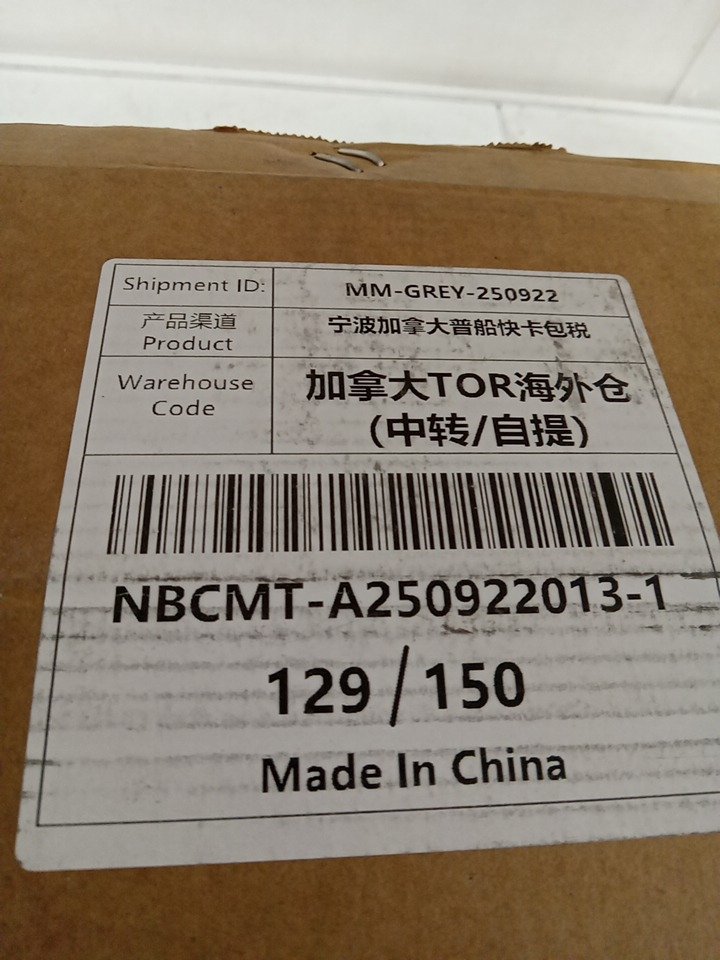 Shipment ID: MM-GREY-250922
产品渠道 宁波加拿大普船快卡包税
Product
Warehouse 加拿大TOR海外仓
Code (中转/自提)
NBCMT-A250922013-1
129/150
Made In China